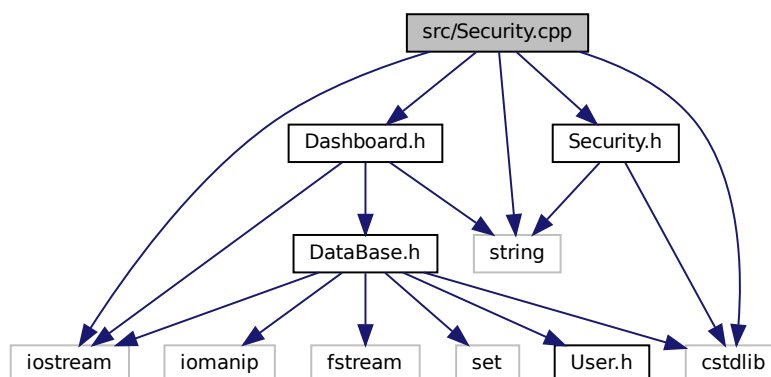 src/Security.cpp
Dashboard.h
Security.h
DataBase.h
string
iostream
iomanip
fstream
set
User.h
cstdlib